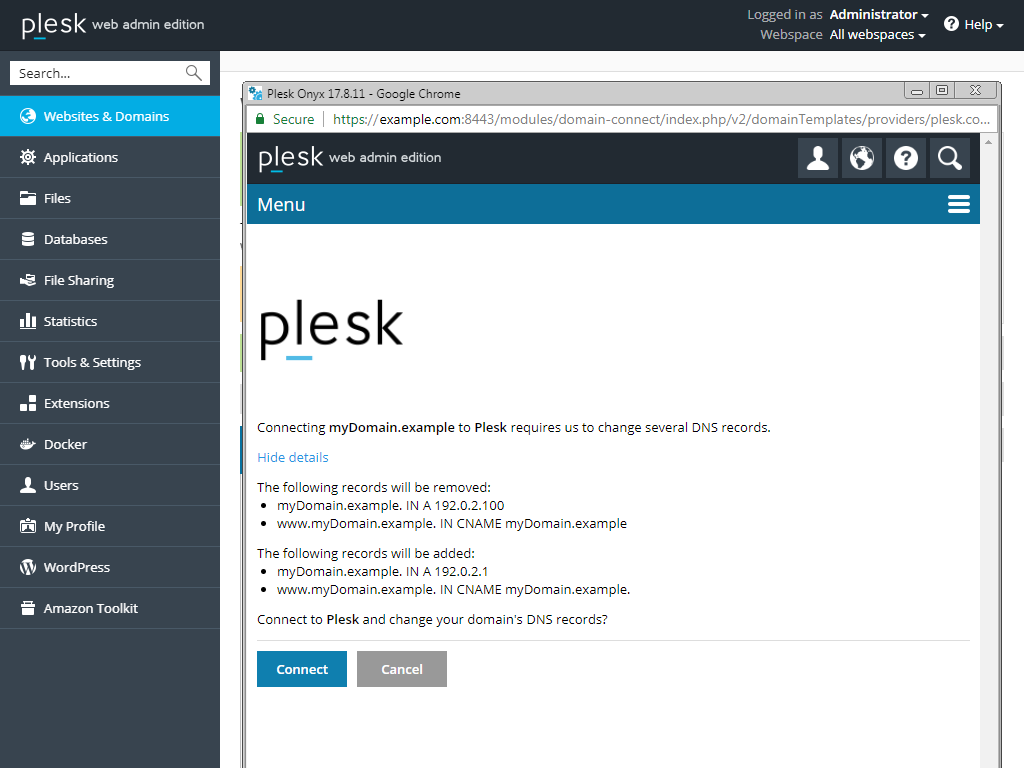 plesk web admin edition
Logged in as Administrator
Webspace All webspaces
Help
Search...
Websites & Domains
Applications
Files
Databases
File Sharing
Statistics
Tools & Settings
Extensions
Docker
Users
My Profile
WordPress
Amazon Toolkit
Plesk Onyx 17.8.11 - Google Chrome
Secure https://example.com:8443/modules/domain-connect/index.php/v2/domainTemplates/providers/plesk.co...
plesk web admin edition
Menu
plesk
Connecting myDomain.example to Plesk requires us to change several DNS records.
Hide details
The following records will be removed:
• myDomain.example. IN A 192.0.2.100
• www.myDomain.example. IN CNAME myDomain.example
The following records will be added:
• myDomain.example. IN A 192.0.2.1
• www.myDomain.example. IN CNAME myDomain.example.
Connect to Plesk and change your domain's DNS records?
Connect
Cancel